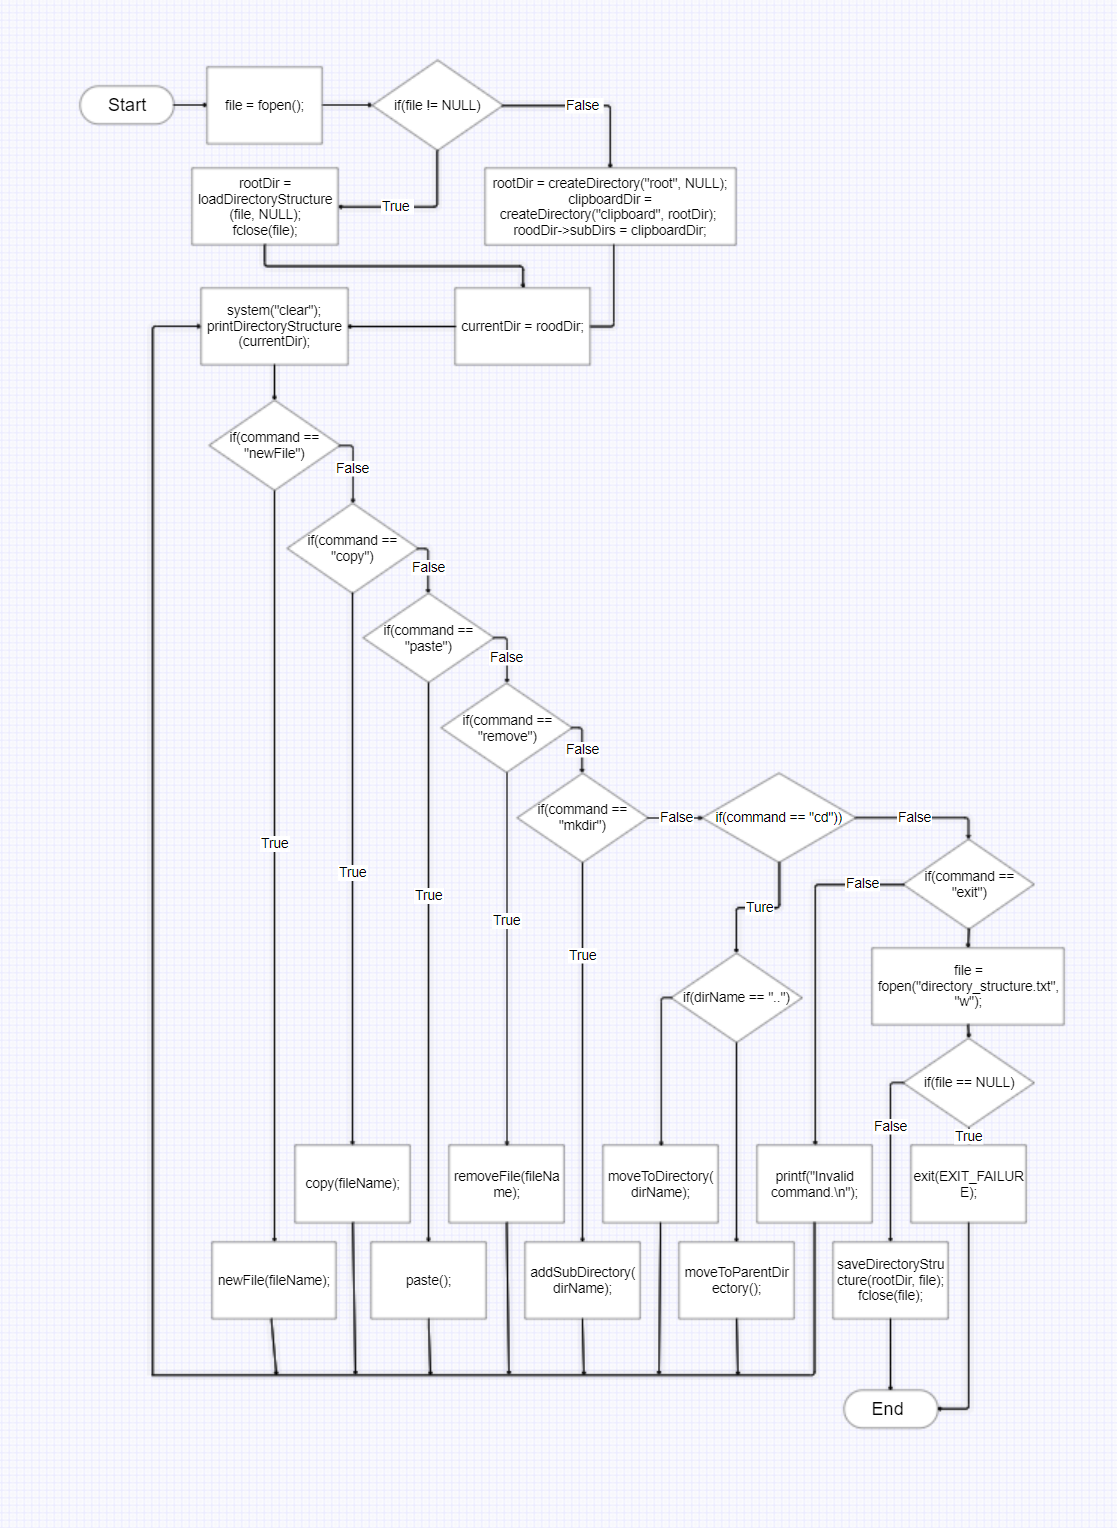 Start
file = fopen();
if(file != NULL)
False
True
rootDir =
loadDirectoryStructure
(file, NULL);
fclose(file);
rootDir = createDirectory("root", NULL);
clipboardDir =
createDirectory("clipboard", rootDir);
roodDir->subDirs = clipboardDir;
system("clear");
printDirectoryStructure
(currentDir);
currentDir = roodDir;
if(command ==
"newFile")
False
if(command ==
"copy")
False
if(command ==
"paste")
False
if(command ==
"remove")
False
if(command ==
"mkdir")
False
if(command == "cd"))
False
if(command ==
"exit")
False
True
True
True
True
True
Ture
if(dirName == "..")
file =
fopen("directory_structure.txt",
"w");
if(file == NULL)
False
True
copy(fileName);
removeFile(fileNa
me);
moveToDirectory(
dirName);
printf("Invalid
command.\n");
exit(EXIT_FAILUR
E);
newFile(fileName);
paste();
addSubDirectory(
dirName);
moveToParentDir
ectory();
saveDirectoryStru
cture(rootDir, file);
fclose(file);
End